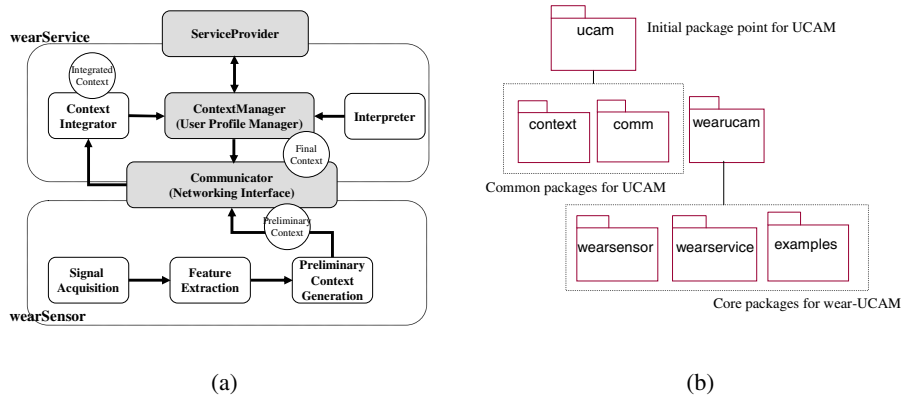 wearService
ServiceProvider
Integrated
Context
Context
Integrator
ContextManager
(User Profile Manager)
Interpreter
Final
Context
Communicator
(Networking Interface)
Preliminary
Context
Signal
Acquisition
Feature
Extraction
Preliminary
Context
Generation
wearSensor
(a)
ucam
Initial package point for UCAM
context
comm
wearucam
Common packages for UCAM
wearsensor
wearservice
examples
Core packages for wear-UCAM
(b)